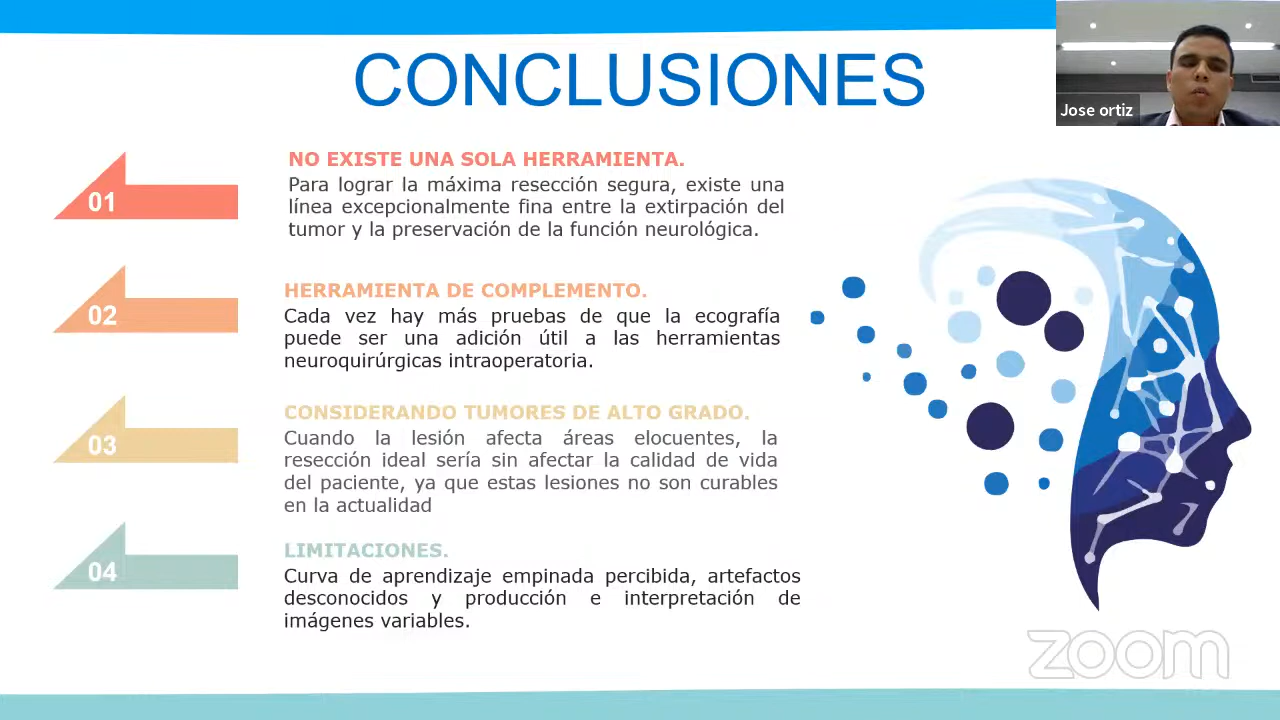 CONCLUSIONES
Jose ortiz
01
NO EXISTE UNA SOLA HERRAMIENTA.
Para lograr la máxima resección segura, existe una
línea excepcionalmente fina entre la extirpación del
tumor y la preservación de la función neurológica.
02
HERRAMIENTA DE COMPLEMENTO.
Cada vez hay más pruebas de que la ecografía
puede ser una adición útil a las herramientas
neuroquirúrgicas intraoperatoria.
03
CONSIDERANDO TUMORES DE ALTO GRADO.
Cuando la lesión afecta áreas elocuentes, la
resección ideal sería sin afectar la calidad de vida
del paciente, ya que estas lesiones no son curables
en la actualidad
04
LIMITACIONES.
Curva de aprendizaje empinada percibida, artefactos
desconocidos y producción e interpretación de
imágenes variables.
zoom